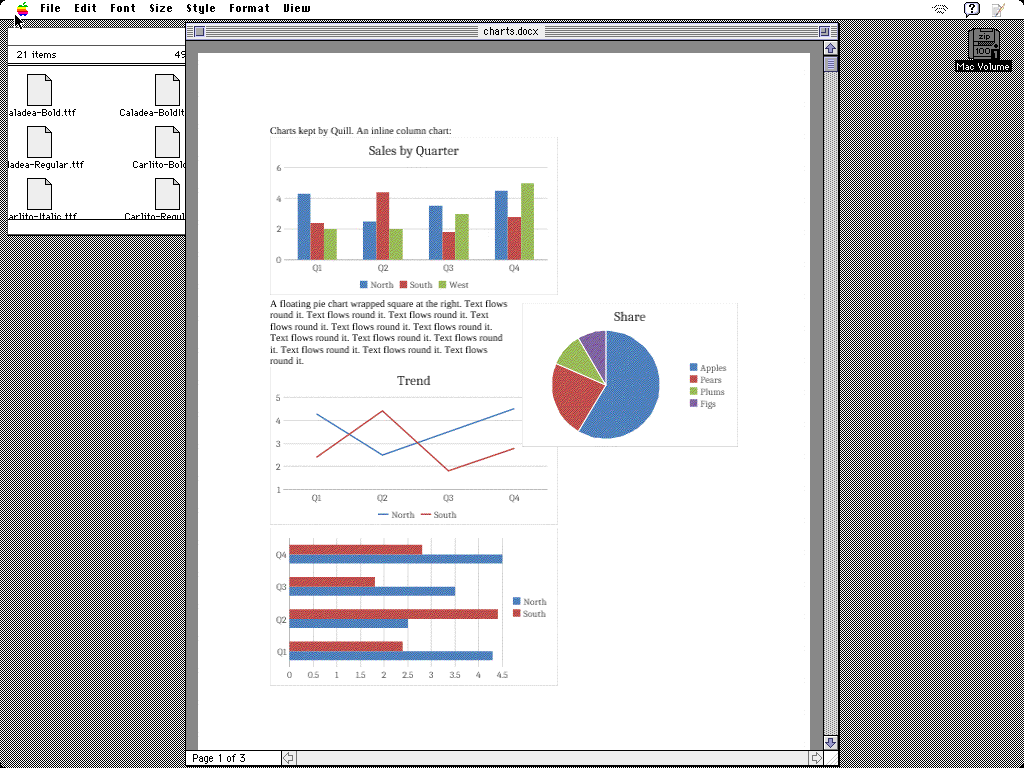 File Edit Font Size Style Format View
charts.docx
21 items
49
aladea-Bold.ttf
Caladea-BoldIt
adea-Regular.ttf
Carlito-Bol
arlito-Italic.ttf
Carlito-Regul
zip
100
Mac Volume
Charts kept by Quill. An inline column chart:
Sales by Quarter
6
4
2
0
Q1 Q2 Q3 Q4
North South West
A floating pie chart wrapped square at the right. Text flows
round it. Text flows round it. Text flows round it. Text
flows round it. Text flows round it. Text flows round it.
Text flows round it. Text flows round it. Text flows round
it. Text flows round it. Text flows round it. Text flows
round it.
Share
Apples
Pears
Plums
Figs
Trend
5
4
3
2
1
Q1 Q2 Q3 Q4
North South
Q4
Q3
Q2
Q1
0 0.5 1 1.5 2 2.5 3 3.5 4 4.5
North
South
Page 1 of 3